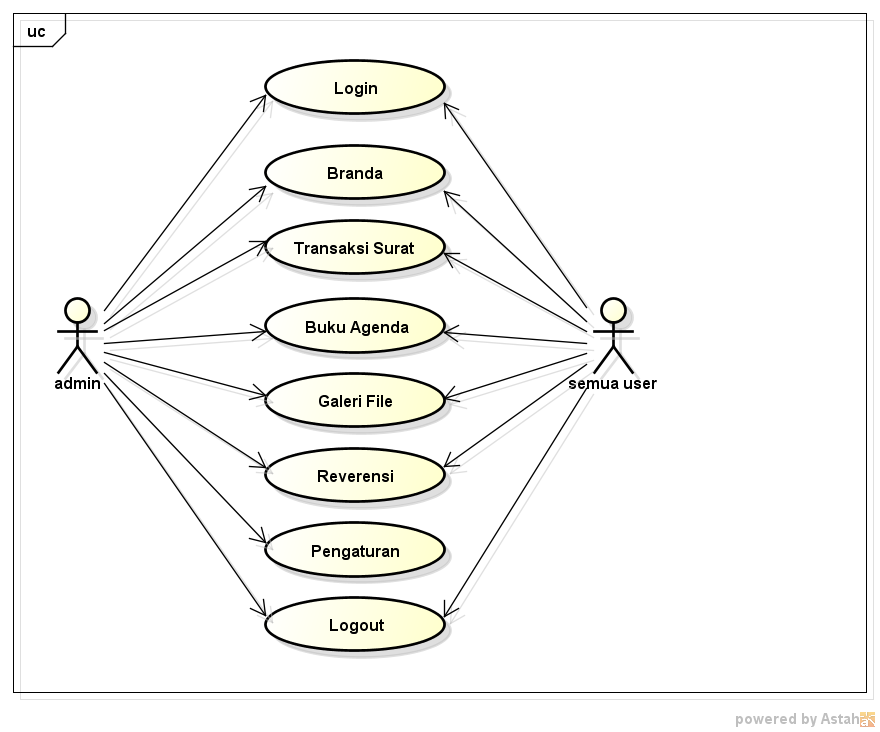 uc
Login
Branda
Transaksi Surat
Buku Agenda
Galeri File
Reverensi
Pengaturan
Logout
admin
semua user
powered by Astah